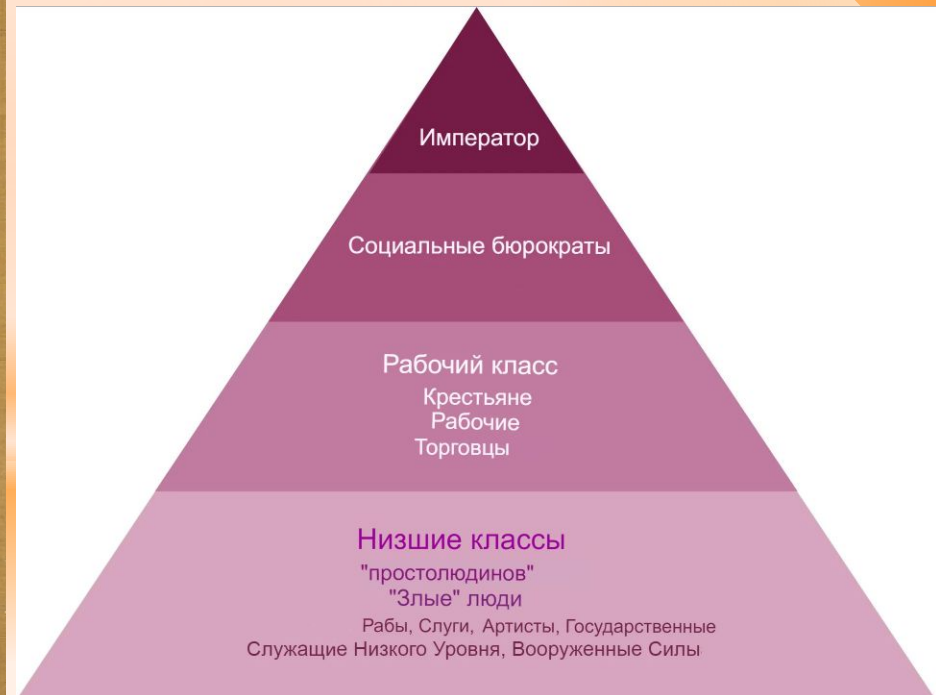 Император
Социальные бюрократы
Рабочий класс
Крестьяне
Рабочие
Торговцы
Низшие классы
"простолюдинов"
"Злые" люди
Рабы, Слуги, Артисты, Государственные
Служащие Низкого Уровня, Вооруженные Силы